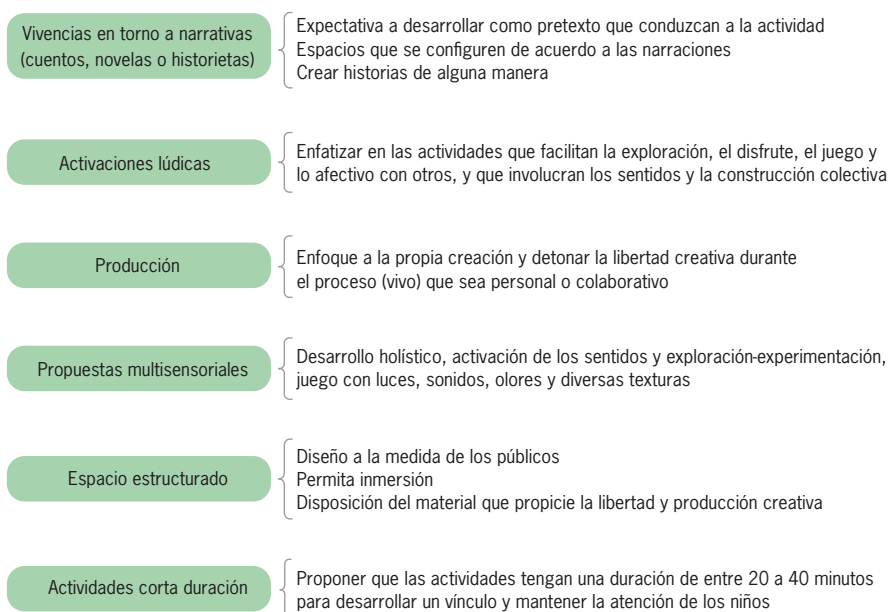 Vivencias en torno a narrativas
(cuentos, novelas o historietas)
Expectativa a desarrollar como pretexto que conduzcan a la actividad
Espacios que se configuren de acuerdo a las narraciones
Crear historias de alguna manera
Activaciones lúdicas
Enfatizar en las actividades que facilitan la exploración, el disfrute, el juego y
lo afectivo con otros, y que involucran los sentidos y la construcción colectiva
Producción
Enfoque a la propia creación y detonar la libertad creativa durante
el proceso (vivo) que sea personal o colaborativo
Propuestas multisensoriales
Desarrollo holístico, activación de los sentidos y exploración-experimentación,
juego con luces, sonidos, olores y diversas texturas
Espacio estructurado
Diseño a la medida de los públicos
Permita inmersión
Disposición del material que propicie la libertad y producción creativa
Actividades corta duración
Proponer que las actividades tengan una duración de entre 20 a 40 minutos
para desarrollar un vínculo y mantener la atención de los niños